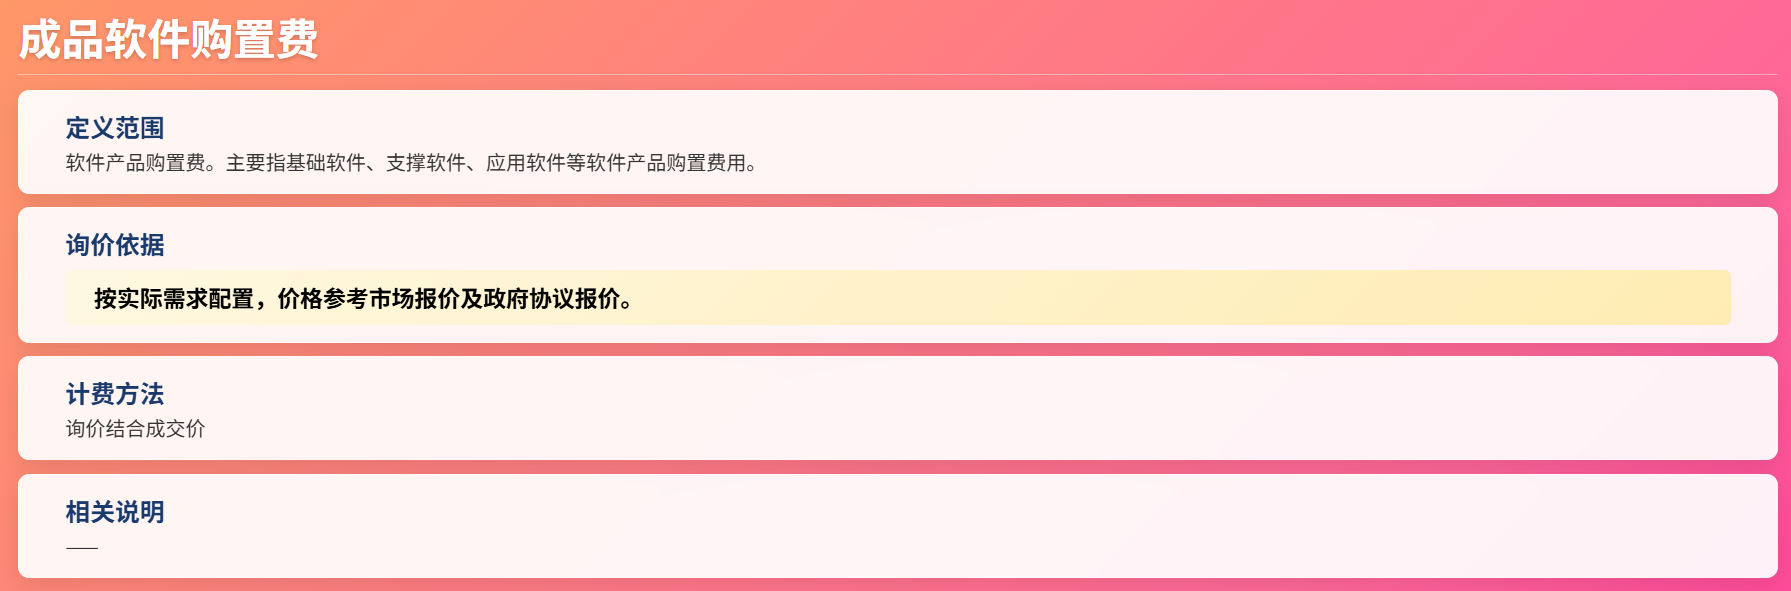 成品软件购置费
定义范围
软件产品购置费。主要指基础软件、支撑软件、应用软件等软件产品购置费用。
询价依据
按实际需求配置，价格参考市场报价及政府协议报价。
计费方法
询价结合成交价
相关说明
——